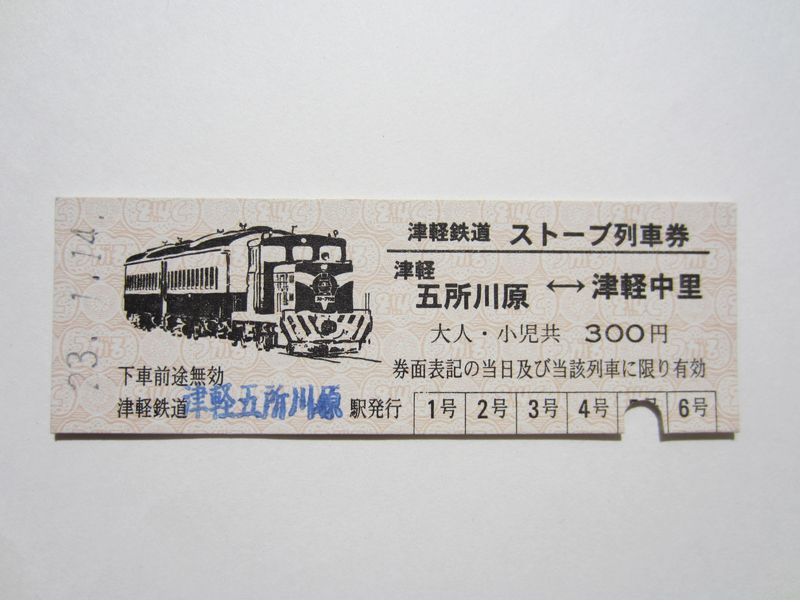 23. 1. 14.
津軽鉄道 ストーブ列車券
津軽
五所川原 ↔ 津軽中里
大人・小児共 300円
券面表記の当日及び当該列車に限り有効
下車前途無効
津軽鉄道 津軽五所川原 駅発行
1号 2号 3号 4号 6号